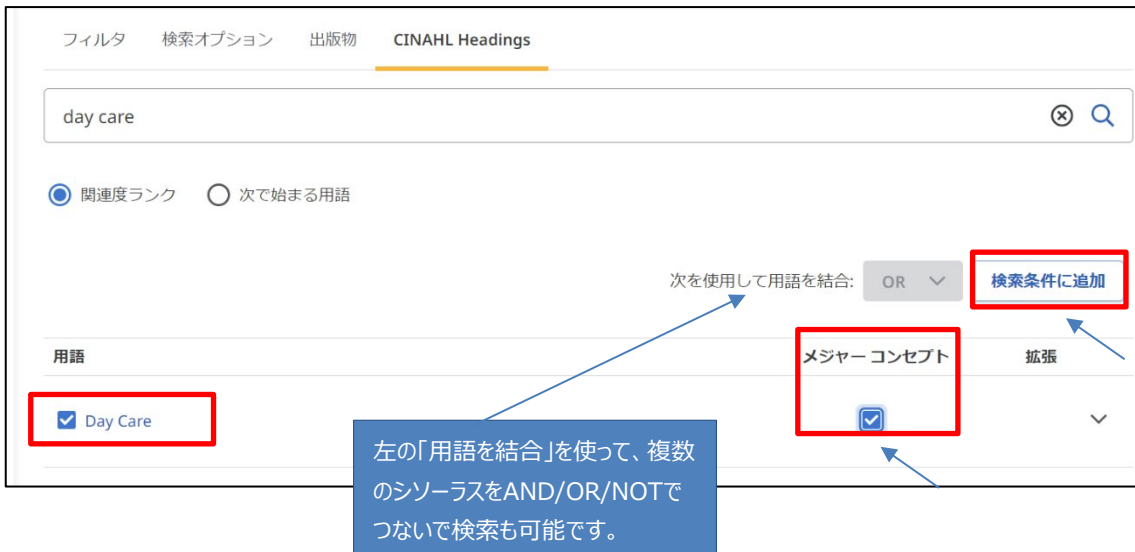 フィルタ 検索オプション 出版物 CINAHL Headings
day care
関連度ランク 次で始まる用語
次を使用して用語を結合: OR 検索条件に追加
用語 メジャー コンセプト 拡張
Day Care
左の「用語を結合」を使って、複数
のシソーラスをAND/OR/NOTで
つないで検索も可能です。